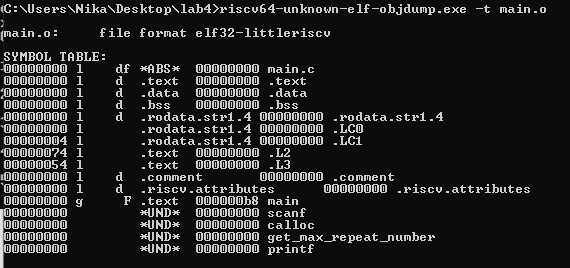 C:\Users\Nika\Desktop\lab4>riscv64-unknown-elf-objdump.exe -t main.o
main.o:     file format elf32-littleriscv
SYMBOL TABLE:
00000000 l    df *ABS*  00000000 main.c
00000000 l    d  .text  00000000 .text
00000000 l    d  .data  00000000 .data
00000000 l    d  .bss   00000000 .bss
00000000 l    d  .rodata.str1.4 00000000 .rodata.str1.4
00000000 l       .rodata.str1.4 00000000 .LC0
00000004 l       .rodata.str1.4 00000000 .LC1
00000074 l       .text  00000000 .L2
00000054 l       .text  00000000 .L3
00000000 l    d  .comment       00000000 .comment
00000000 l    d  .riscv.attributes      00000000 .riscv.attributes
00000000 g     F .text  000000b8 main
00000000         *UND*  00000000 scanf
00000000         *UND*  00000000 calloc
00000000         *UND*  00000000 get_max_repeat_number
00000000         *UND*  00000000 printf